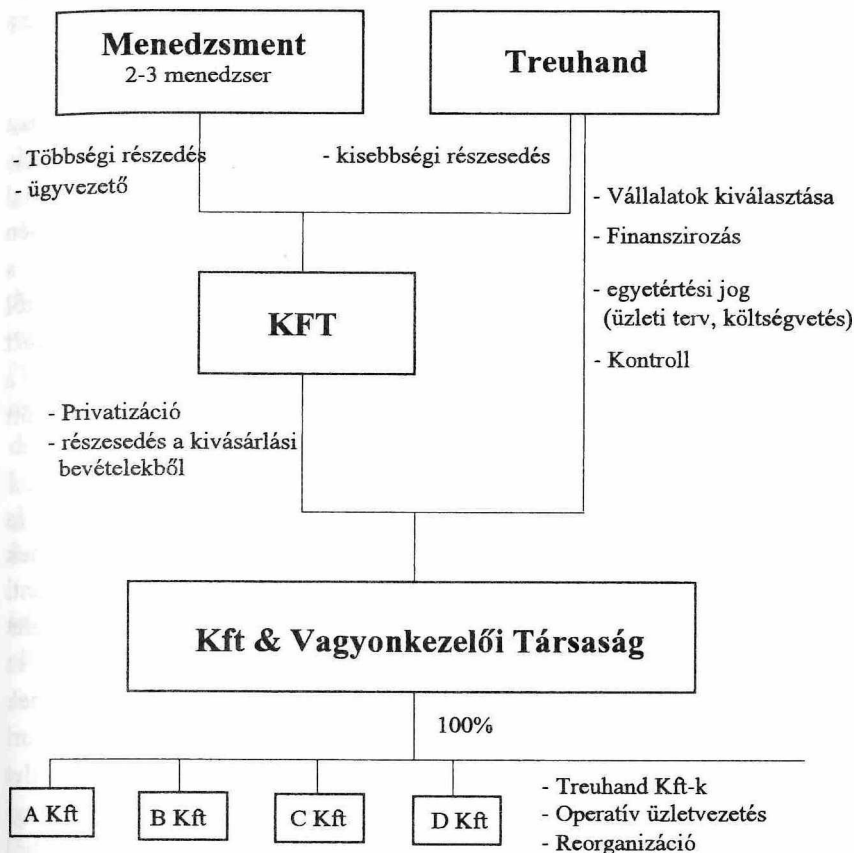 Menedzsment
2-3 menedzser
Treuhand
- Többségi részedés
- ügyvezető
- kisebbségi részesedés
- Vállalatok kiválasztása
- Finanszirozás
- egyetértési jog
(üzleti terv, költségvetés)
- Kontroll
KFT
- Privatizáció
- részesedés a kivásárlási
bevételekből
Kft & Vagyonkezelői Társaság
100%
A Kft
B Kft
C Kft
D Kft
- Treuhand Kft-k
- Operatív üzletvezetés
- Reorganizáció